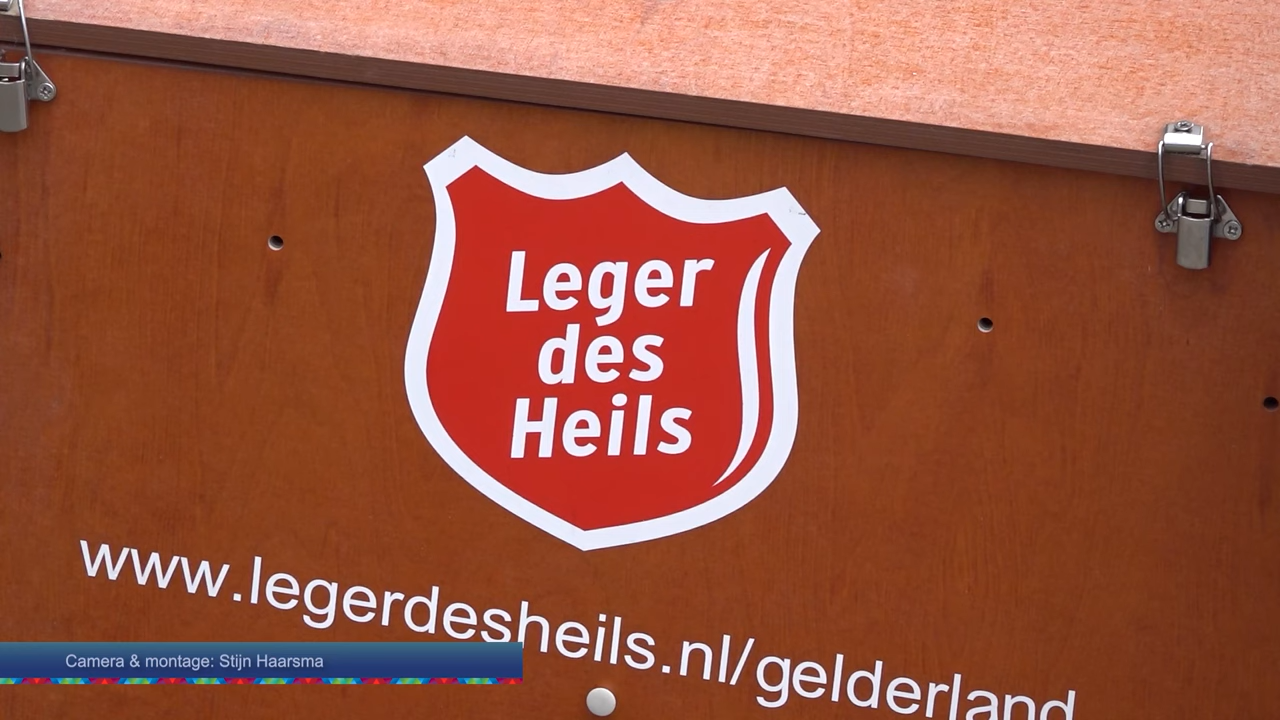 Leger
des
Heils
www.legerdesheils.nl/gelderland
Camera & montage: Stijn Haarsma